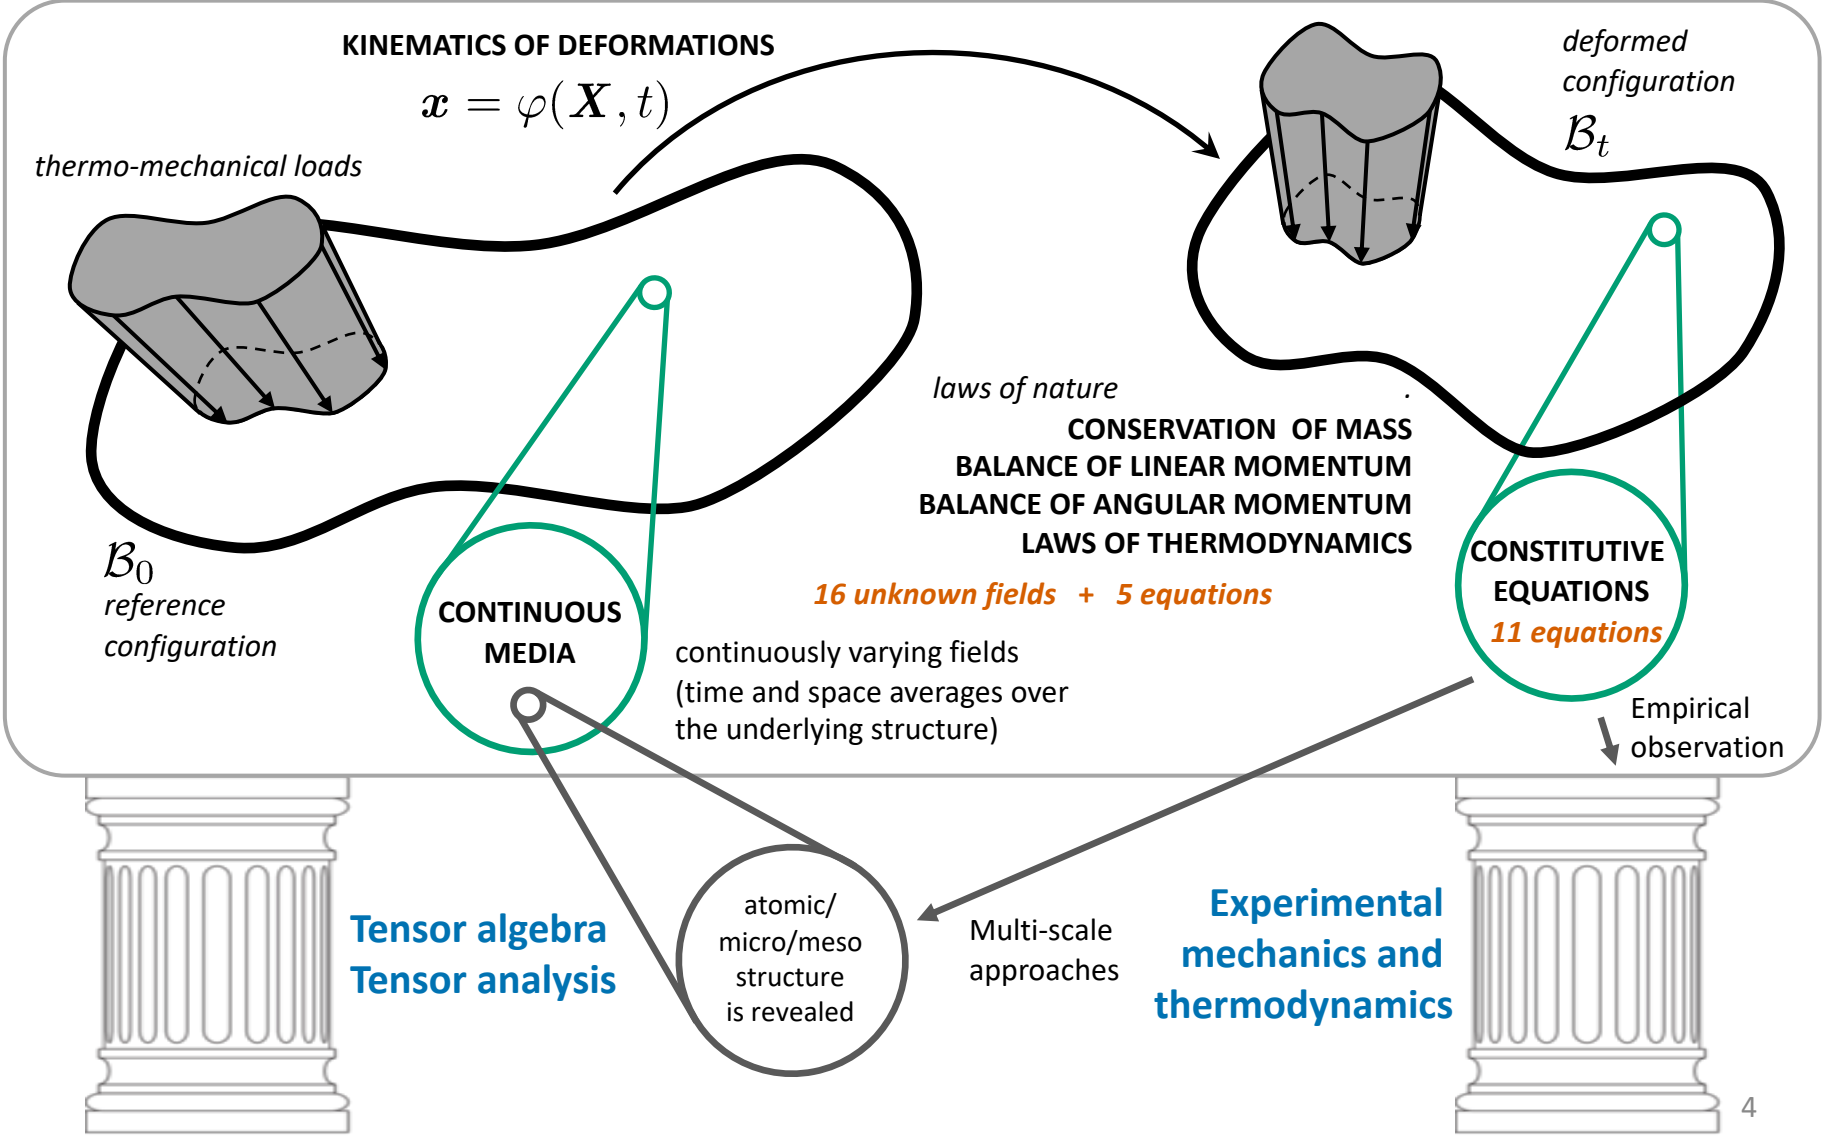 KINEMATICS OF DEFORMATIONS
x = φ(X, t)
thermo-mechanical loads
deformed
configuration
ℬt
ℬ0
reference
configuration
laws of nature .
CONSERVATION OF MASS
BALANCE OF LINEAR MOMENTUM
BALANCE OF ANGULAR MOMENTUM
LAWS OF THERMODYNAMICS
16 unknown fields + 5 equations
CONTINUOUS
MEDIA
continuously varying fields
(time and space averages over
the underlying structure)
CONSTITUTIVE
EQUATIONS
11 equations
Empirical
observation
Tensor algebra
Tensor analysis
atomic/
micro/meso
structure
is revealed
Multi-scale
approaches
Experimental
mechanics and
thermodynamics
4